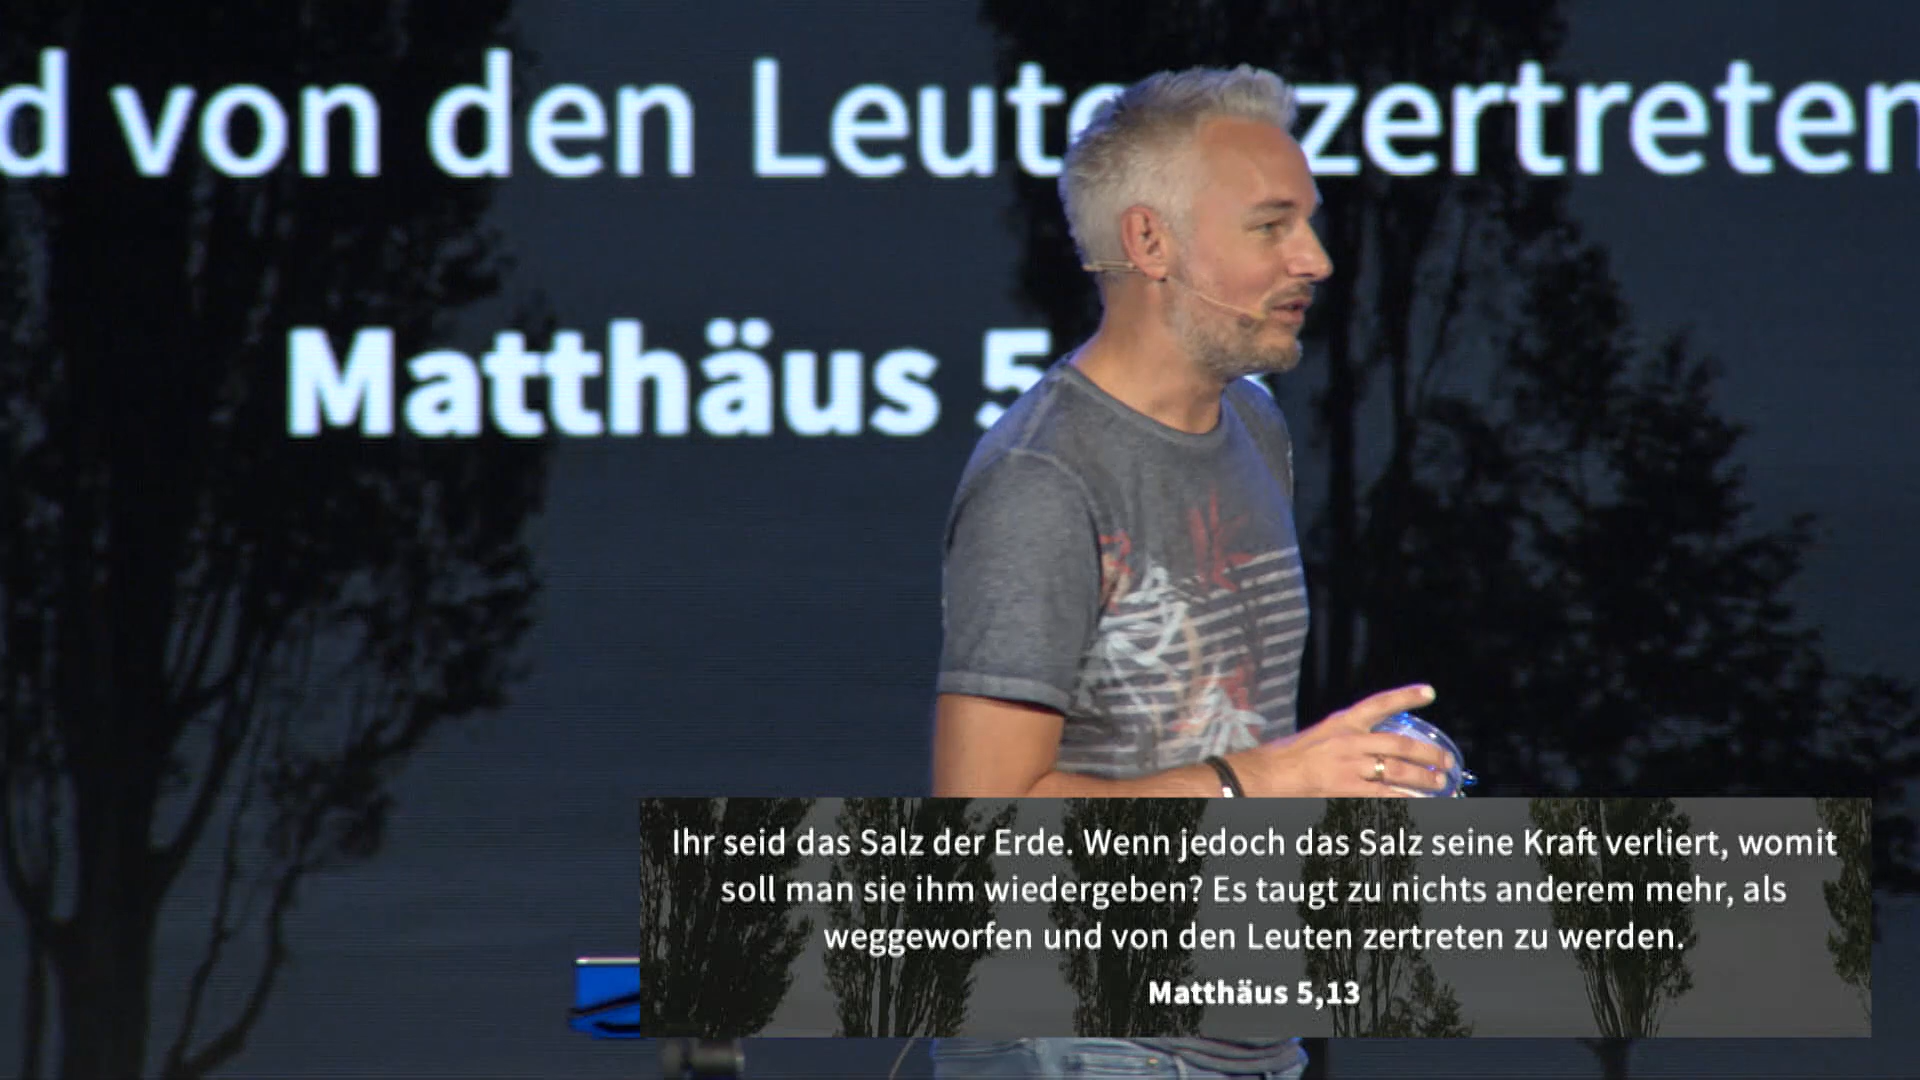 d von den Leuten zertreten
Matthäus 5
Ihr seid das Salz der Erde. Wenn jedoch das Salz seine Kraft verliert, womit
soll man sie ihm wiedergeben? Es taugt zu nichts anderem mehr, als
weggeworfen und von den Leuten zertreten zu werden.
Matthäus 5,13